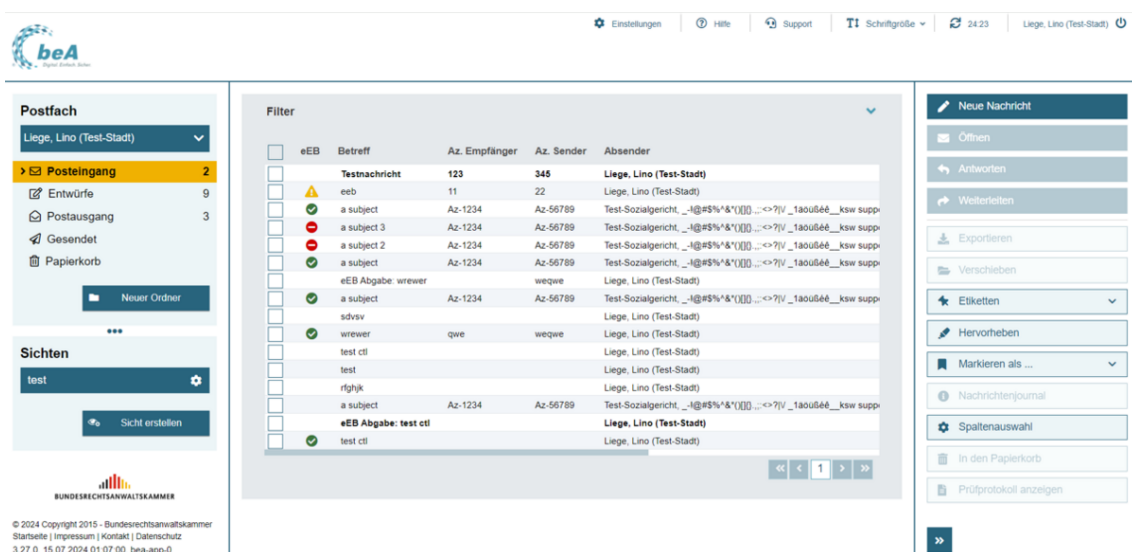 Einstellungen Hilfe Support Schriftgröße 24:23 Liege, Lino (Test-Stadt)
beA
Digital. Einfach. Sicher.
Postfach
Liege, Lino (Test-Stadt)
Posteingang 2
Entwürfe 9
Postausgang 3
Gesendet
Papierkorb
Neuer Ordner
Sichten
test
Sicht erstellen
BUNDESRECHTSANWALTSKAMMER
© 2024 Copyright 2015 - Bundesrechtsanwaltskammer
Startseite | Impressum | Kontakt | Datenschutz
3.27.0, 15.07.2024 01:07:00, bea-app-0
Filter
eEB Betreff Az. Empfänger Az. Sender Absender
Testnachricht 123 345 Liege, Lino (Test-Stadt)
eeb 11 22 Liege, Lino (Test-Stadt)
a subject Az-1234 Az-56789 Test-Sozialgericht,
a subject 3 Az-1234 Az-56789 Test-Sozialgericht,
a subject 2 Az-1234 Az-56789 Test-Sozialgericht,
a subject Az-1234 Az-56789 Test-Sozialgericht,
eEB Abgabe: wrewer weqwe Liege, Lino (Test-Stadt)
a subject Az-1234 Az-56789 Test-Sozialgericht,
sdvsv Liege, Lino (Test-Stadt)
wrewer qwe weqwe Liege, Lino (Test-Stadt)
test ctl Liege, Lino (Test-Stadt)
test Liege, Lino (Test-Stadt)
rfghjk Liege, Lino (Test-Stadt)
a subject Az-1234 Az-56789 Test-Sozialgericht,
eEB Abgabe: test ctl Liege, Lino (Test-Stadt)
test ctl Liege, Lino (Test-Stadt)
1
Neue Nachricht
Öffnen
Antworten
Weiterleiten
Exportieren
Verschieben
Etiketten
Hervorheben
Markieren als ...
Nachrichtenjournal
Spaltenauswahl
In den Papierkorb
Prüfprotokoll anzeigen